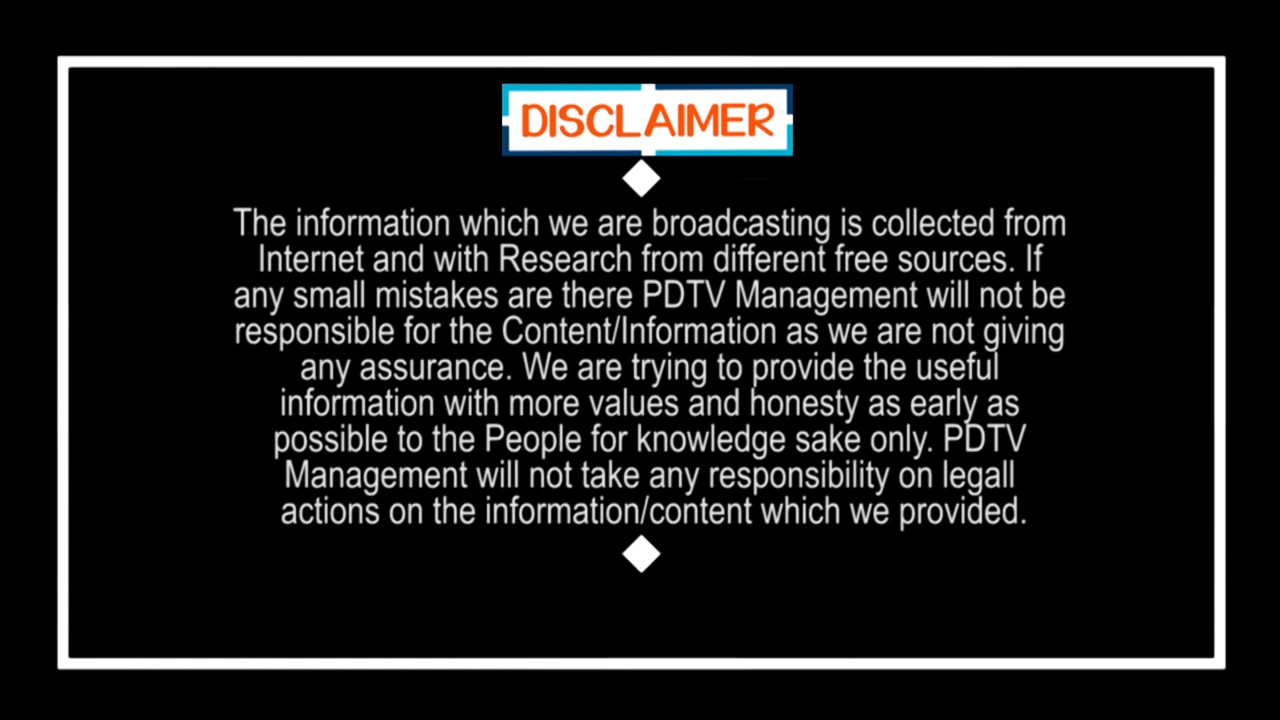 DISCLAIMER
The information which we are broadcasting is collected from
Internet and with Research from different free sources. If
any small mistakes are there PDTV Management will not be
responsible for the Content/Information as we are not giving
any assurance. We are trying to provide the useful
information with more values and honesty as early as
possible to the People for knowledge sake only. PDTV
Management will not take any responsibility on legall
actions on the information/content which we provided.